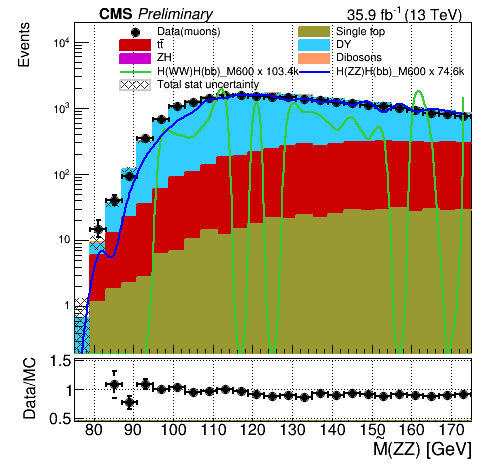 CMS Preliminary 35.9 fb⁻¹ (13 TeV)
Events
Data(muons) Single top
tt̄ DY
ZH Dibosons
H(WW)H(bb)_M600 x 103.4k H(ZZ)H(bb)_M600 x 74.6k
Total stat uncertainty
10⁴
10³
10²
10
1
Data/MC
1.5
1
0.5
80 90 100 110 120 130 140 150 160 170
M̃(ZZ) [GeV]